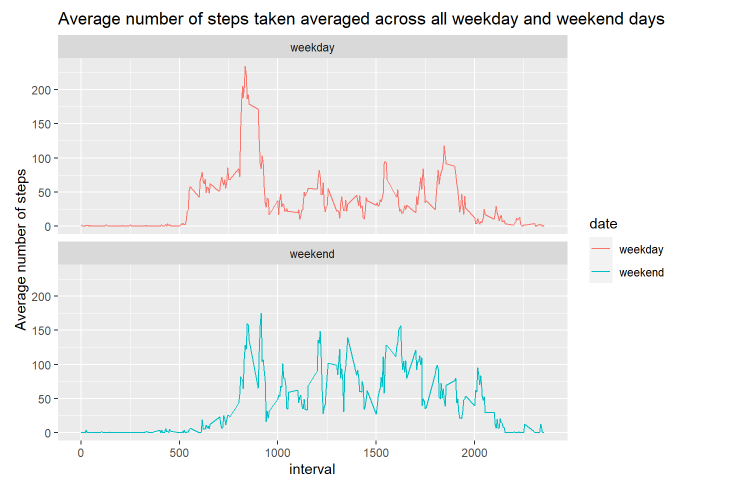 Average number of steps taken averaged across all weekday and weekend days
weekday
200
150
100
50
0
weekend
200
150
100
50
0
0 500 1000 1500 2000
interval
Average number of steps
date
weekday
weekend